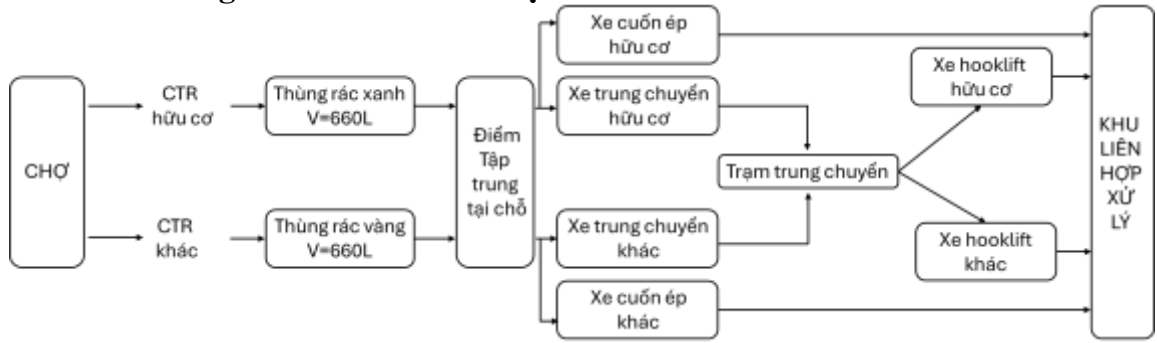 CHỢ
CTR
hữu cơ
Thùng rác xanh
V=660L
CTR
khác
Thùng rác vàng
V=660L
Điểm
Tập
trung
tại chỗ
Xe cuốn ép
hữu cơ
Xe trung chuyển
hữu cơ
Xe trung chuyển
khác
Xe cuốn ép
khác
Trạm trung chuyển
Xe hooklift
hữu cơ
Xe hooklift
khác
KHU
LIÊN
HỢP
XỬ
LÝ